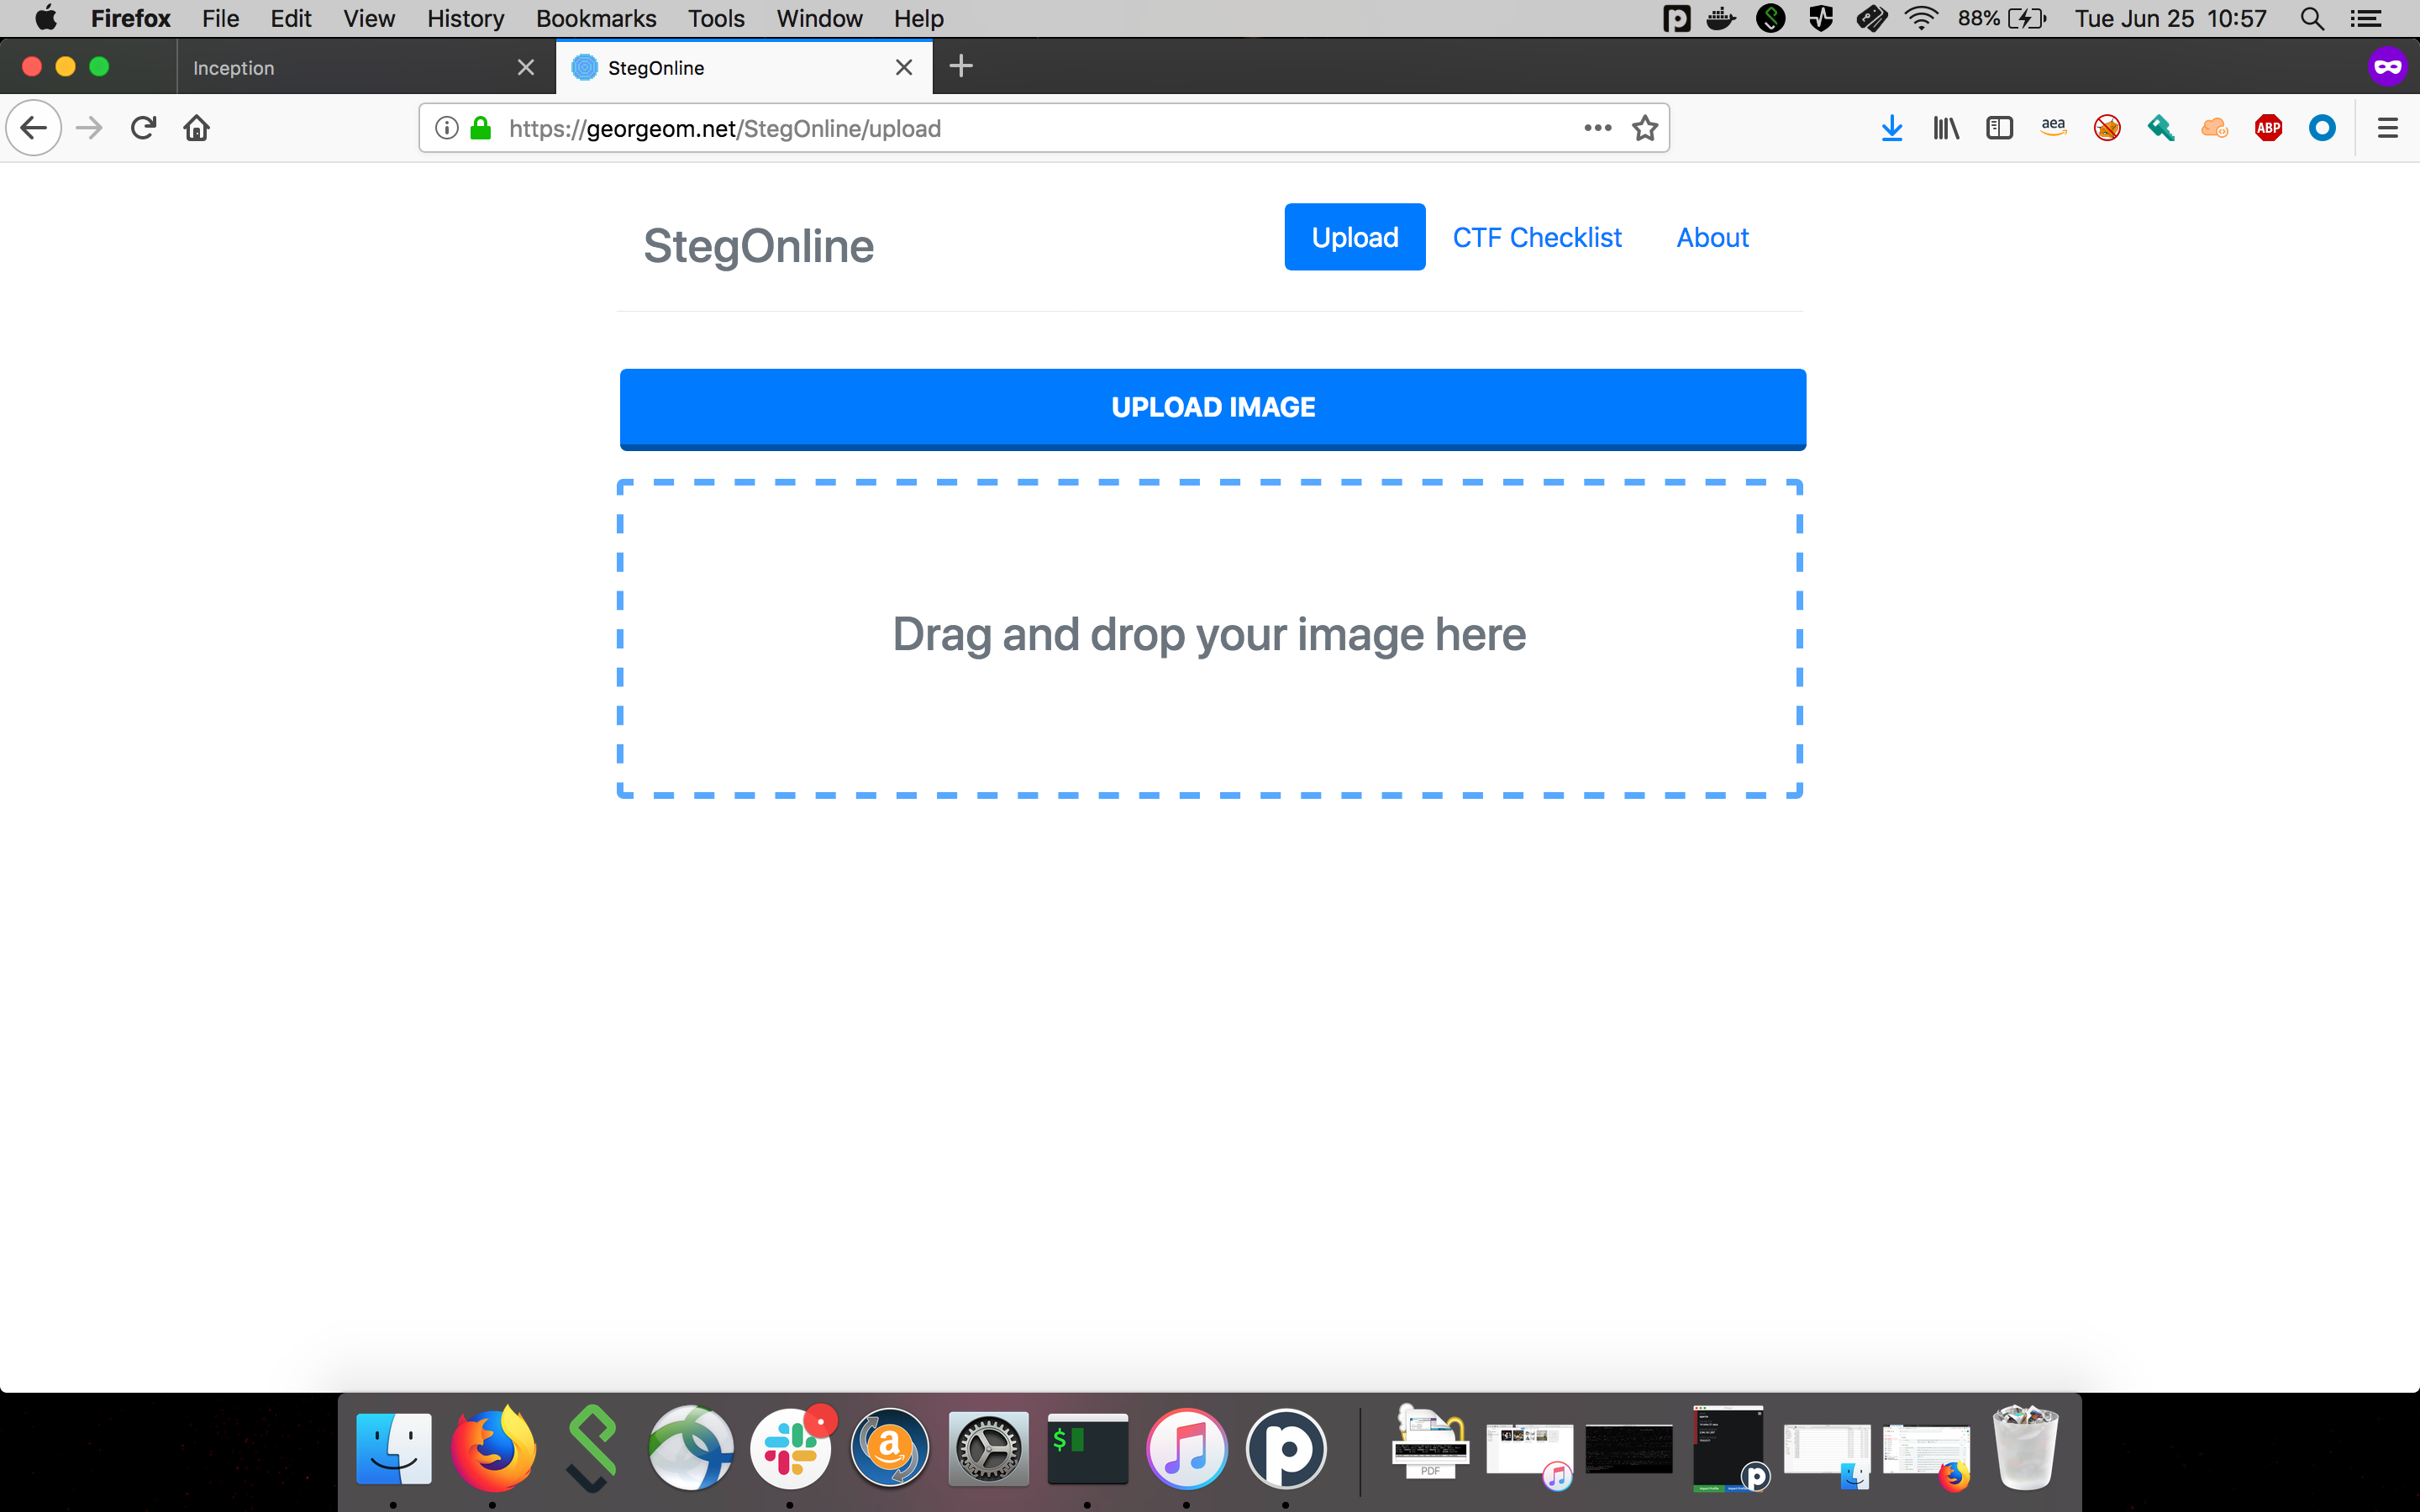 Firefox File Edit View History Bookmarks Tools Window Help 88% Tue Jun 25 10:57
Inception StegOnline
https://georgeom.net/StegOnline/upload aea ABP
StegOnline Upload CTF Checklist About
UPLOAD IMAGE
Drag and drop your image here
PDF